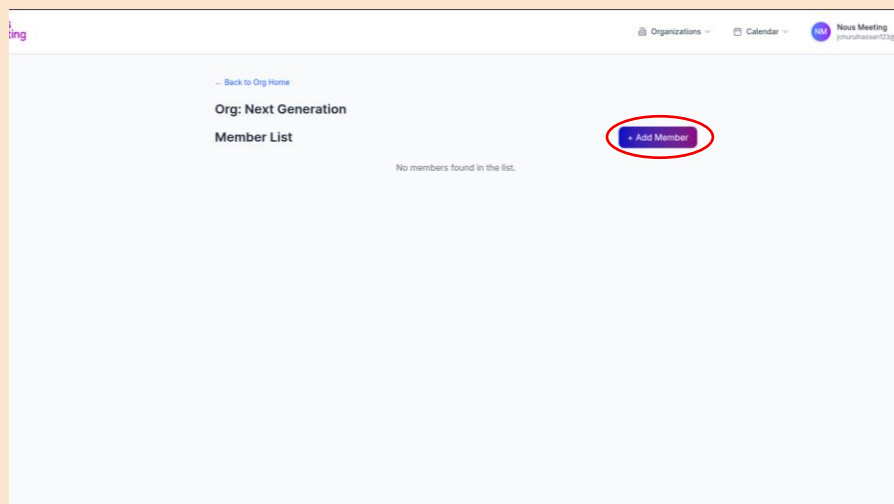 ting
Organizations
Calendar
NM
Nous Meeting
← Back to Org Home
Org: Next Generation
Member List
+ Add Member
No members found in the list.